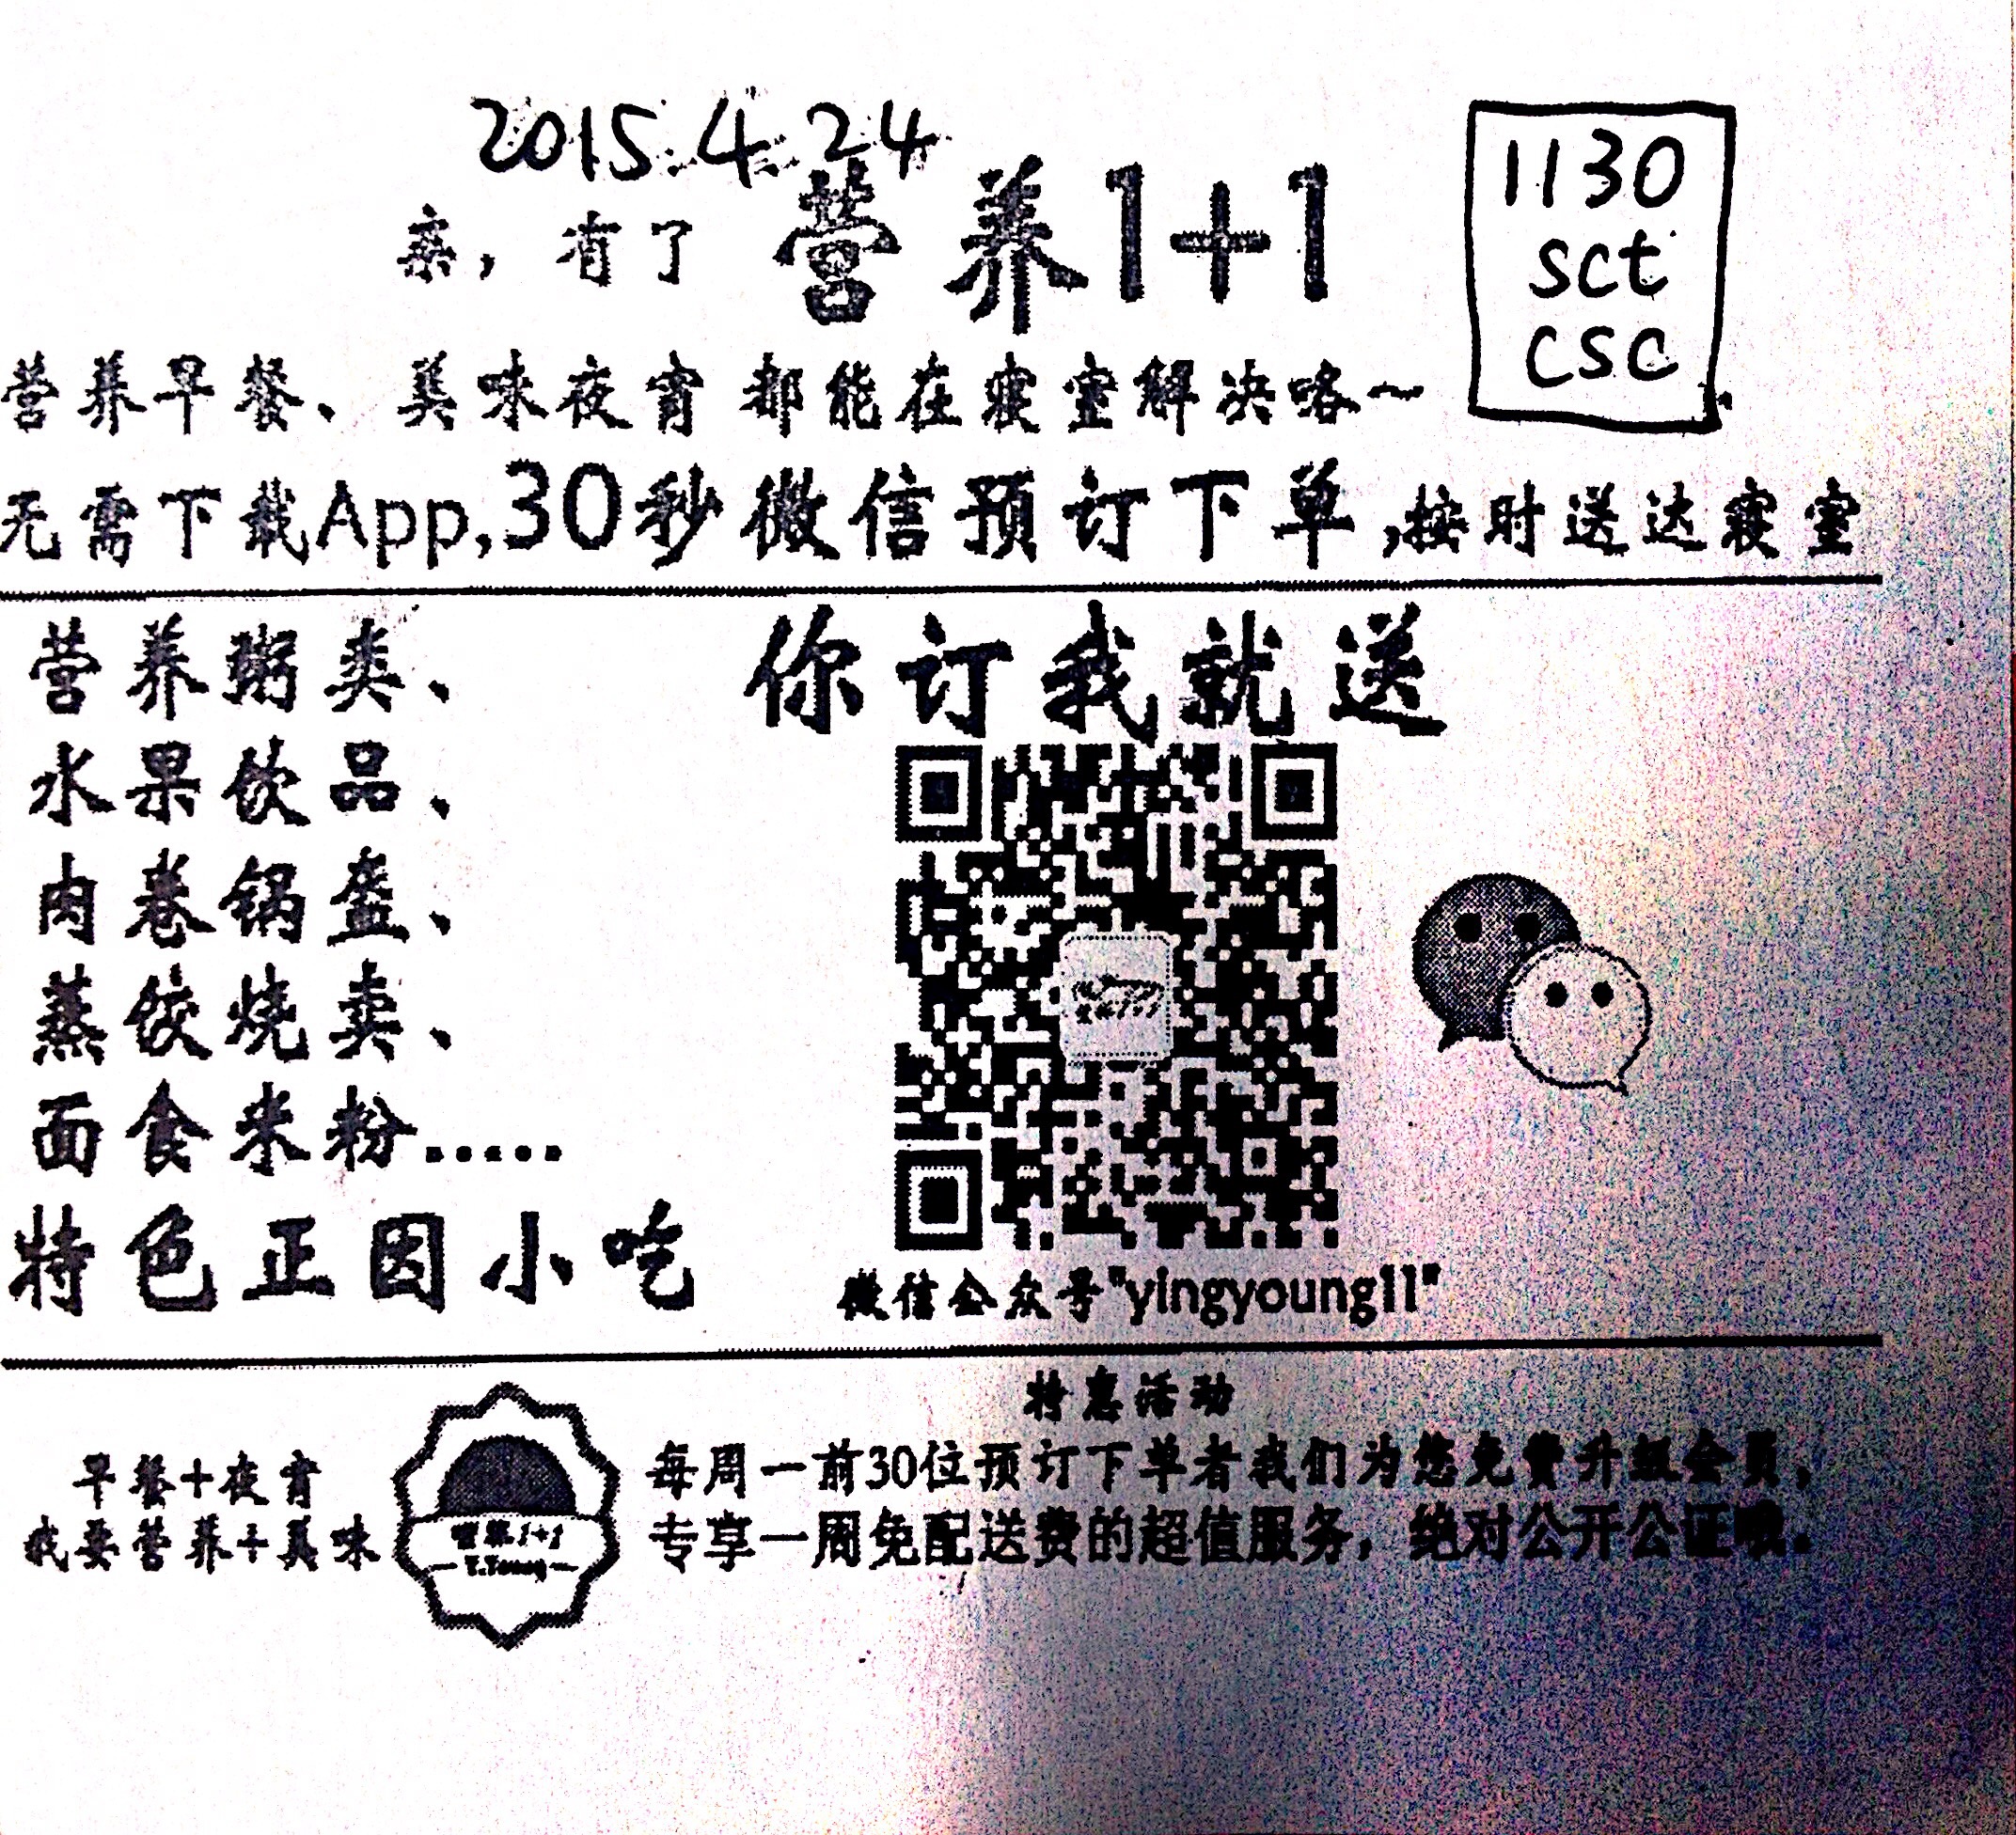 2015.4.24
亲，有了 营养1+1
1130
sct
csc
营养早餐、美味夜宵 都能在寝室解决咯~
无需下载App,30秒微信预订下单,按时送达寝室
营养粥类、
水果饮品、
肉卷锅盔、
蒸饺烧卖、
面食米粉.....
特色正因小吃
你订我就送
微信公众号"yingyoung11"
早餐+夜宵
我要营养+美味
营养1+1
特惠活动
每周一前30位预订下单者我们为您免费升级会员,
专享一周免配送费的超值服务，绝对公开公证哦。